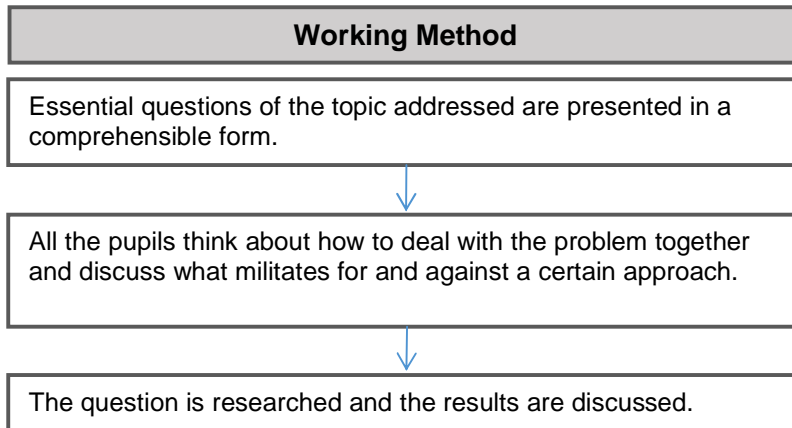 Working Method
Essential questions of the topic addressed are presented in a
comprehensible form.
All the pupils think about how to deal with the problem together
and discuss what militates for and against a certain approach.
The question is researched and the results are discussed.